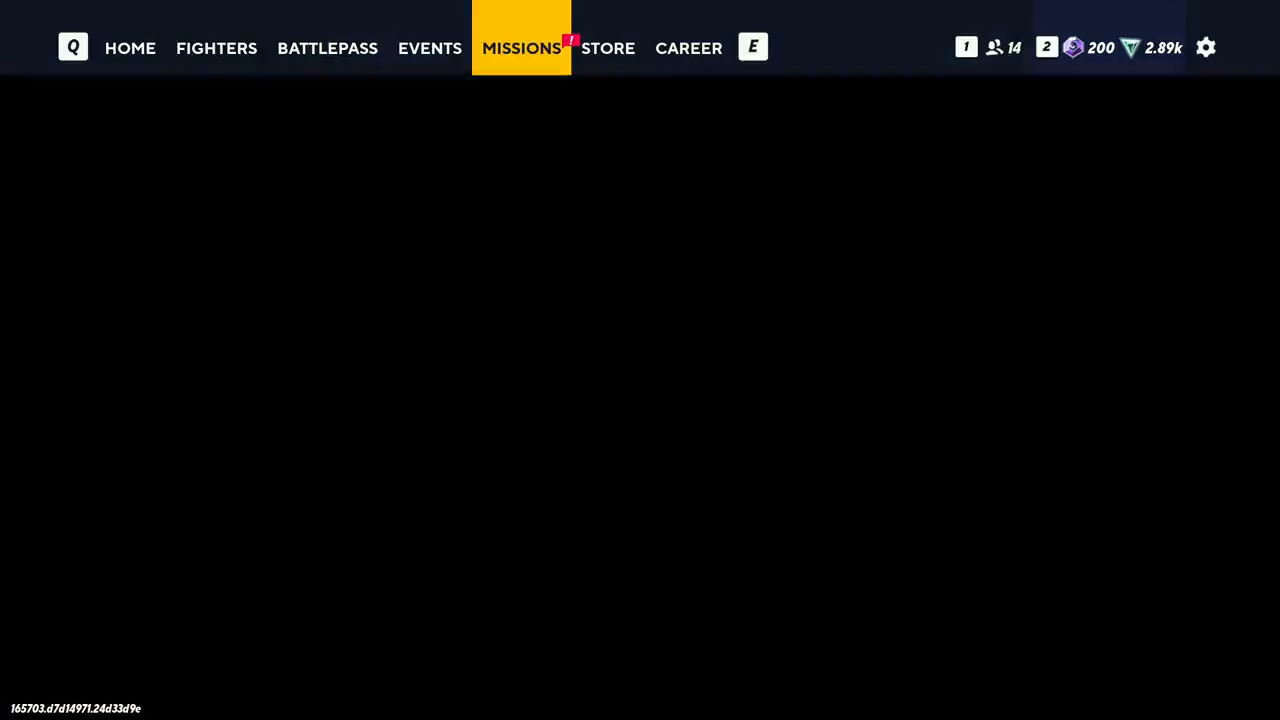 Q HOME FIGHTERS BATTLEPASS EVENTS MISSIONS ! STORE CAREER E 1 14 2 200 2.89k
165703.d7d14971.24d33d9e